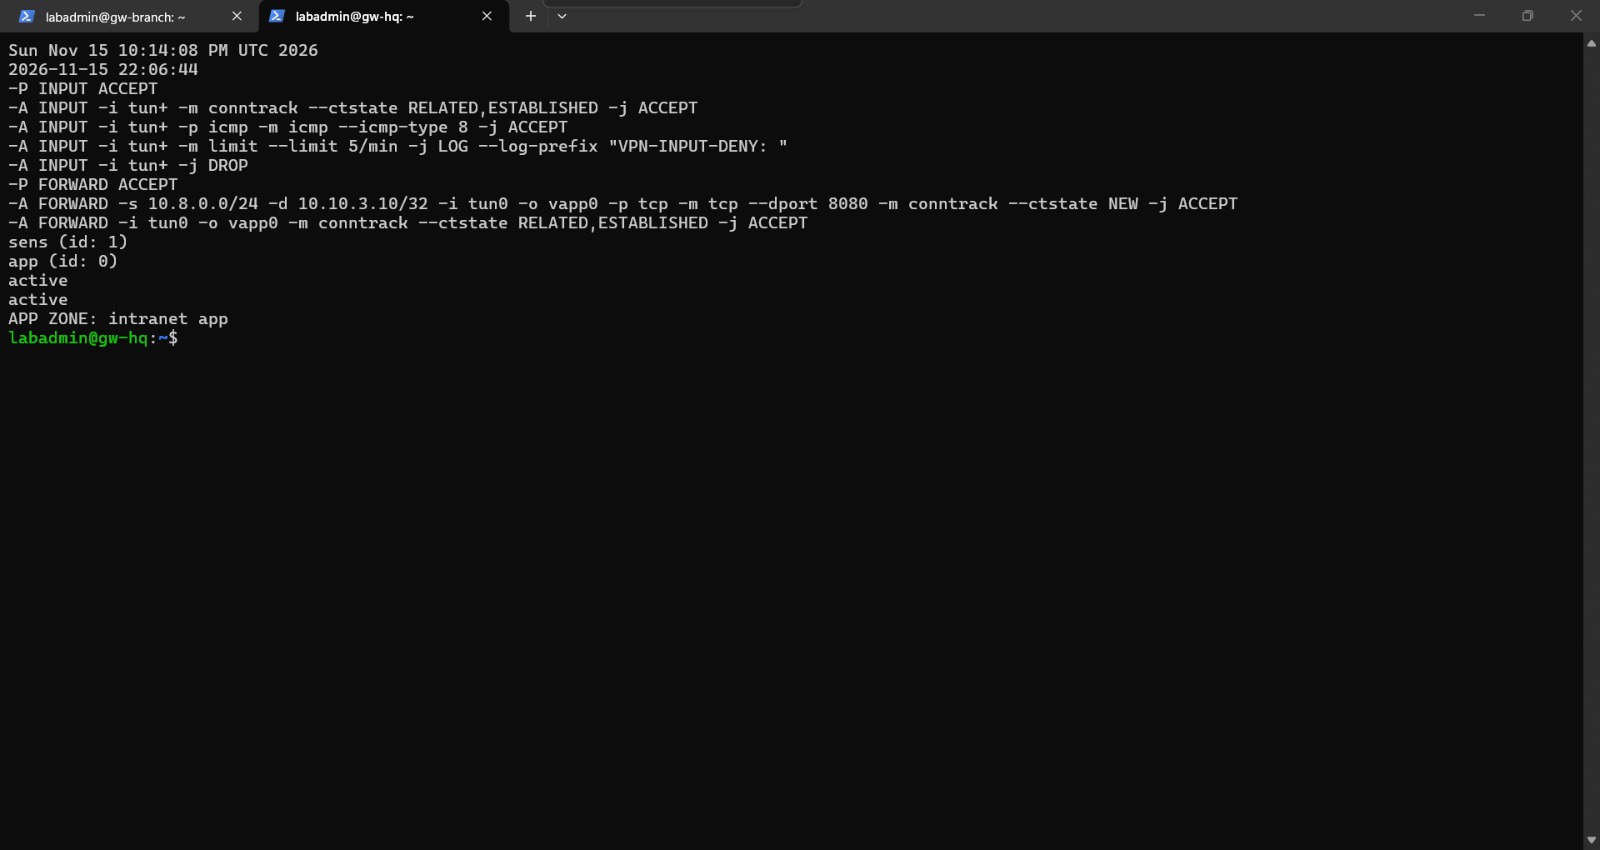 labadmin@gw-branch: ~
labadmin@gw-hq: ~
Sun Nov 15 10:14:08 PM UTC 2026
2026-11-15 22:06:44
-P INPUT ACCEPT
-A INPUT -i tun+ -m conntrack --ctstate RELATED,ESTABLISHED -j ACCEPT
-A INPUT -i tun+ -p icmp -m icmp --icmp-type 8 -j ACCEPT
-A INPUT -i tun+ -m limit --limit 5/min -j LOG --log-prefix "VPN-INPUT-DENY: "
-A INPUT -i tun+ -j DROP
-P FORWARD ACCEPT
-A FORWARD -s 10.8.0.0/24 -d 10.10.3.10/32 -i tun0 -o vapp0 -p tcp -m tcp --dport 8080 -m conntrack --ctstate NEW -j ACCEPT
-A FORWARD -i tun0 -o vapp0 -m conntrack --ctstate RELATED,ESTABLISHED -j ACCEPT
sens (id: 1)
app (id: 0)
active
active
APP ZONE: intranet app
labadmin@gw-hq:~$